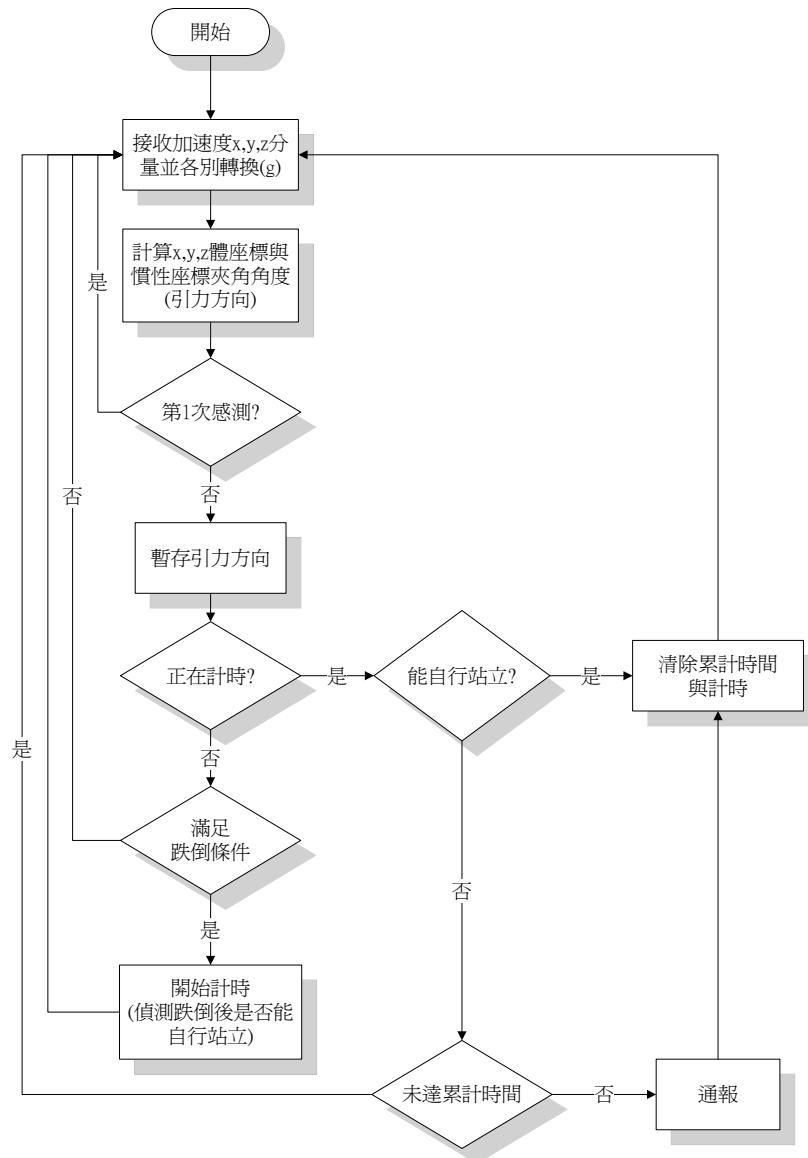 開始
接收加速度x,y,z分
量並各別轉換(g)
計算x,y,z體座標與
慣性座標夾角角度
(引力方向)
是
第1次感測?
否
否
暫存引力方向
正在計時?
是
能自行站立?
是
清除累計時間
與計時
是
否
滿足
跌倒條件
否
是
開始計時
(偵測跌倒後是否能
自行站立)
未達累計時間
否
通報